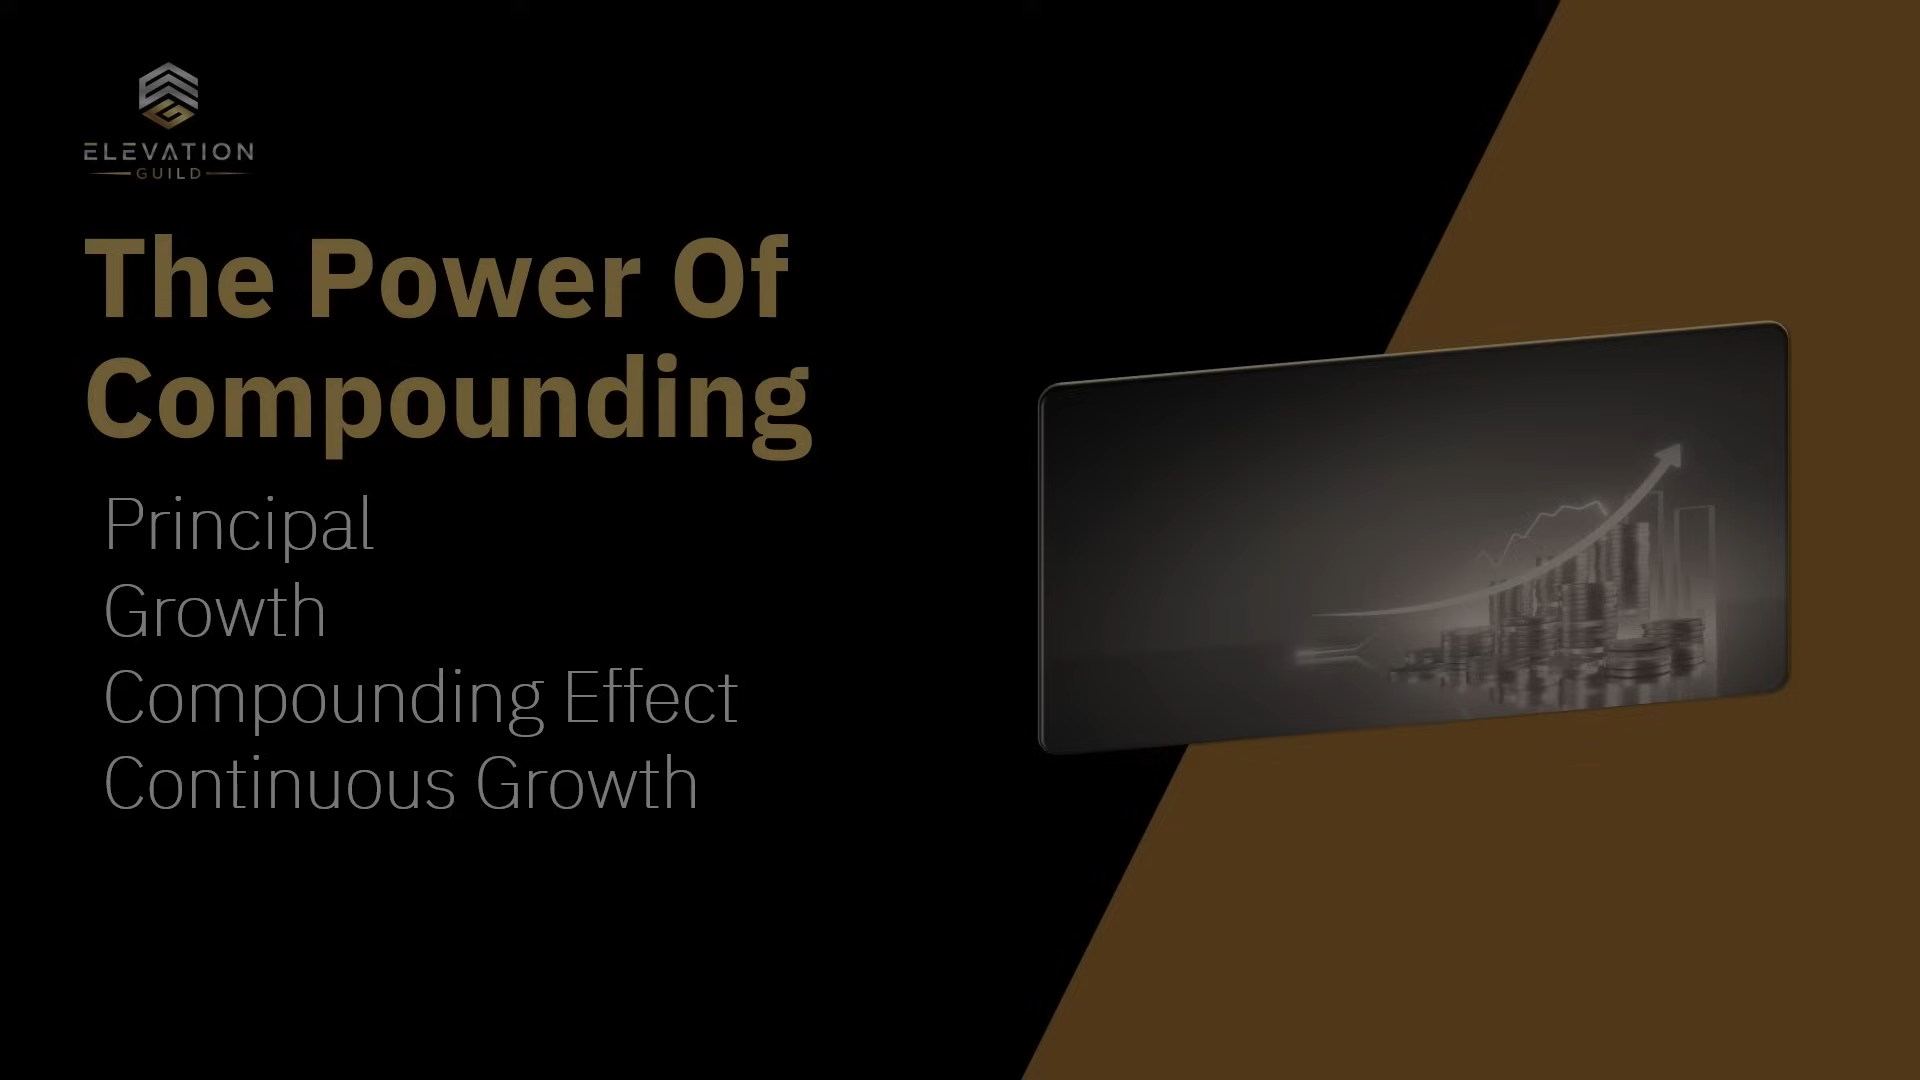 ELEVATION
GUILD
The Power Of
Compounding
Principal
Growth
Compounding Effect
Continuous Growth